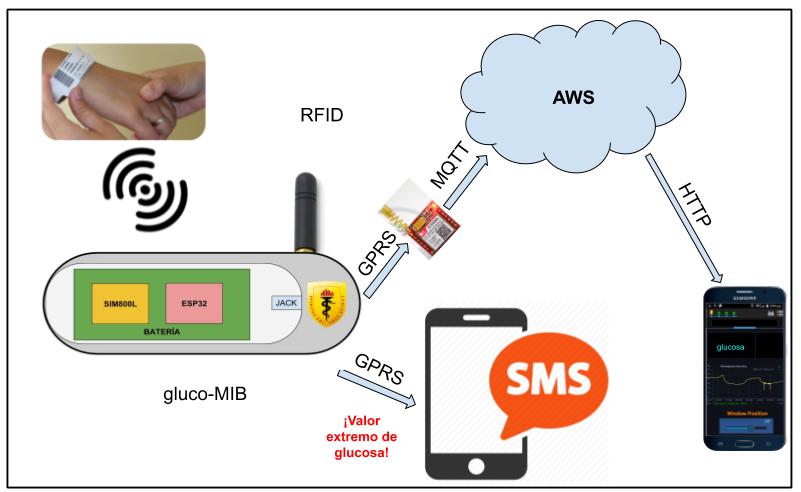 RFID
AWS
MQTT
GPRS
HTTP
SIM800L
ESP32
JACK
BATERÍA
gluco-MIB
GPRS
¡Valor
extremo de
glucosa!
SMS
SAMSUNG
glucosa
Window Position